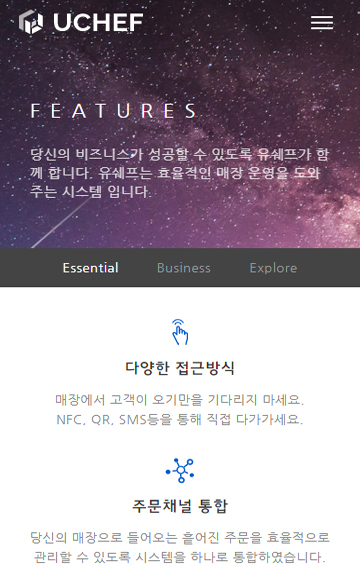 UCHEF
FEATURES
당신의 비즈니스가 성공할 수 있도록 유쉐프가 함
께 합니다. 유쉐프는 효율적인 매장 운영을 도와
주는 시스템 입니다.
Essential Business Explore
다양한 접근방식
매장에서 고객이 오기만을 기다리지 마세요.
NFC, QR, SMS등을 통해 직접 다가가세요.
주문채널 통합
당신의 매장으로 들어오는 흩어진 주문을 효율적으로
관리할 수 있도록 시스템을 하나로 통합하였습니다.